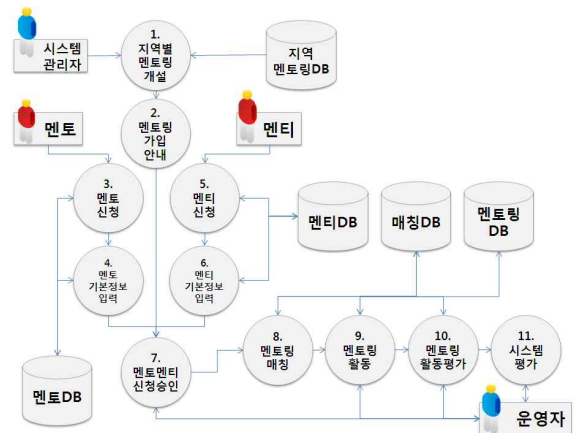 시스템
관리자
1.
지역별
멘토링
개설
지역
멘토링DB
멘토
2.
멘토링
가입
안내
멘티
3.
멘토
신청
5.
멘티
신청
멘티DB
매칭DB
멘토링
DB
4.
멘토
기본정보
입력
6.
멘티
기본정보
입력
7.
멘토멘티
신청승인
8.
멘토링
매칭
9.
멘토링
활동
10.
멘토링
활동평가
11.
시스템
평가
멘토DB
운영자